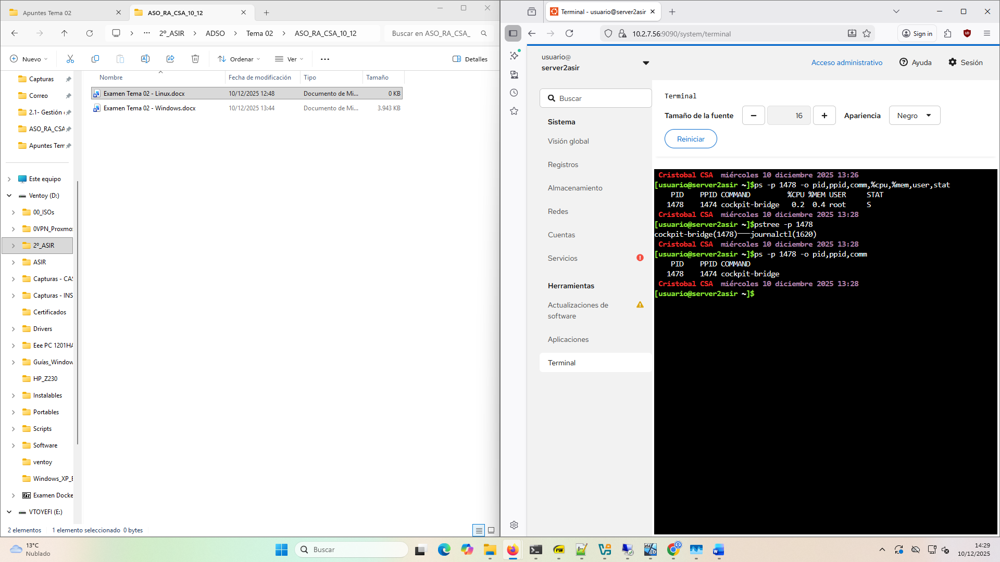 Apuntes Tema 02
ASO_RA_CSA_10_12
2º_ASIR
ADSO
Tema 02
ASO_RA_CSA_10_12
Buscar en ASO_RA_CSA_
Nuevo
Ordenar
Ver
Detalles
Nombre
Fecha de modificación
Tipo
Tamaño
Examen Tema 02 - Linux.docx
10/12/2025 12:48
Documento de Mi...
0 KB
Examen Tema 02 - Windows.docx
10/12/2025 13:44
Documento de Mi...
3.943 KB
Capturas
Correo
2.1- Gestión
ASO_RA_CSA
Apuntes Tem
Este equipo
Ventoy (D:)
00_ISOs
0VPN_Proxmo
2º_ASIR
ASIR
Capturas - CAS
Capturas - INS
Certificados
Drivers
Eee PC 1201HA
Guías_Window
HP_Z230
Instalables
Portables
Scripts
Software
ventoy
Windows_XP_E
Examen Docke
VTOYEFI (E:)
2 elementos
1 elemento seleccionado 0 bytes
Terminal - usuario@server2asir
10.2.7.56:9090/system/terminal
Sign in
usuario@
server2asir
Acceso administrativo
Ayuda
Sesión
Buscar
Sistema
Visión global
Registros
Almacenamiento
Redes
Cuentas
Servicios
Herramientas
Actualizaciones de
software
Aplicaciones
Terminal
Terminal
Tamaño de la fuente
16
Apariencia
Negro
Reiniciar
Cristobal CSA miércoles 10 diciembre 2025 13:26
[usuario@server2asir ~]$ps -p 1478 -o pid,ppid,comm,%cpu,%mem,user,stat
PID PPID COMMAND %CPU %MEM USER STAT
1478 1474 cockpit-bridge 0.2 0.4 root S
Cristobal CSA miércoles 10 diciembre 2025 13:28
[usuario@server2asir ~]$pstree -p 1478
cockpit-bridge(1478)───journalctl(1620)
Cristobal CSA miércoles 10 diciembre 2025 13:28
[usuario@server2asir ~]$ps -p 1478 -o pid,ppid,comm
PID PPID COMMAND
1478 1474 cockpit-bridge
Cristobal CSA miércoles 10 diciembre 2025 13:28
[usuario@server2asir ~]$
13°C
Nublado
Buscar
14:29
10/12/2025